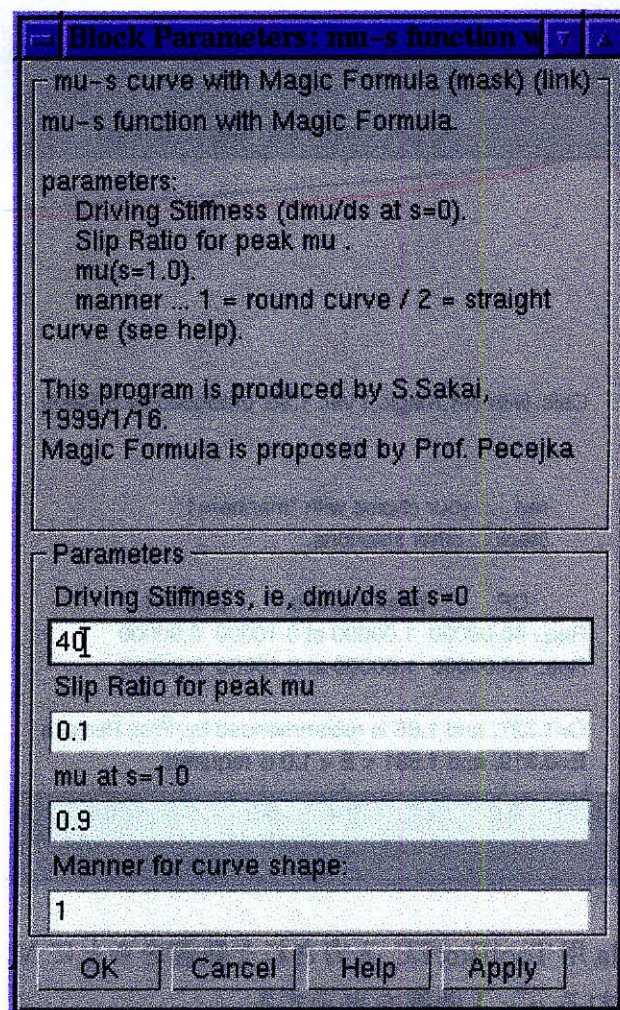 Block Parameters: mu-s function w
mu-s curve with Magic Formula (mask) (link)
mu-s function with Magic Formula.
parameters:
Driving Stiffness (dmu/ds at s=0).
Slip Ratio for peak mu .
mu(s=1.0).
manner ... 1 = round curve / 2 = straight
curve (see help).
This program is produced by S.Sakai,
1999/1/16.
Magic Formula is proposed by Prof. Pecejka
Parameters
Driving Stiffness, ie, dmu/ds at s=0
40
Slip Ratio for peak mu
0.1
mu at s=1.0
0.9
Manner for curve shape:
1
OK Cancel Help Apply